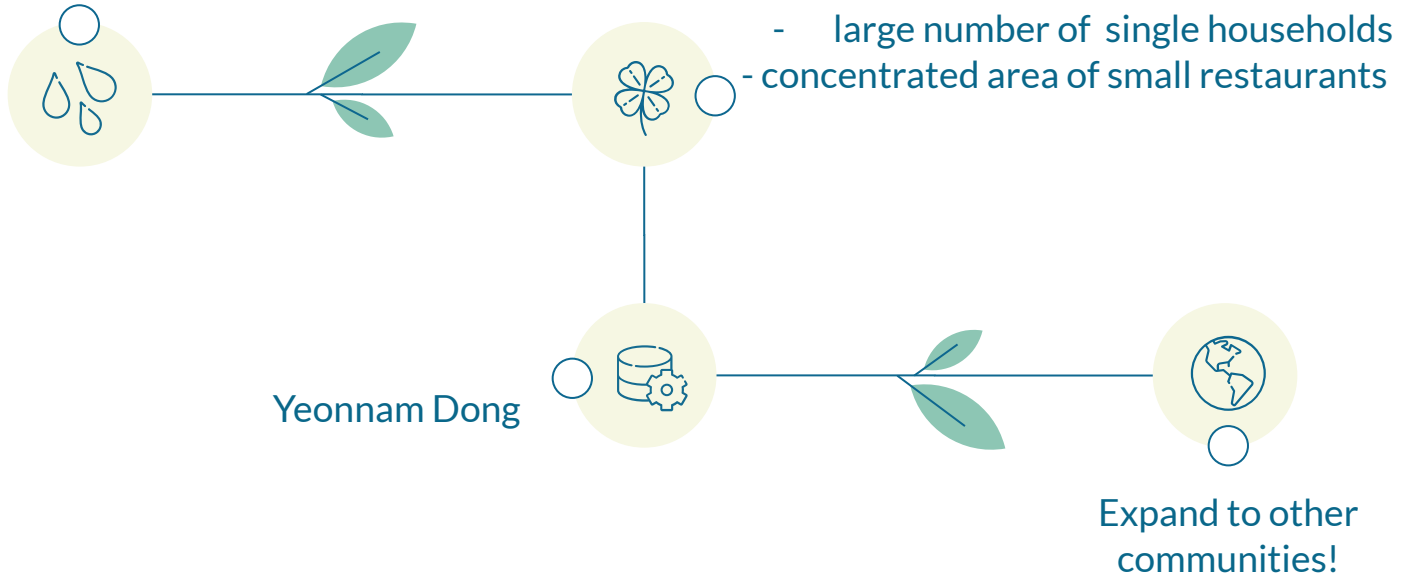 - large number of single households
- concentrated area of small restaurants
Yeonnam Dong
Expand to other
communities!